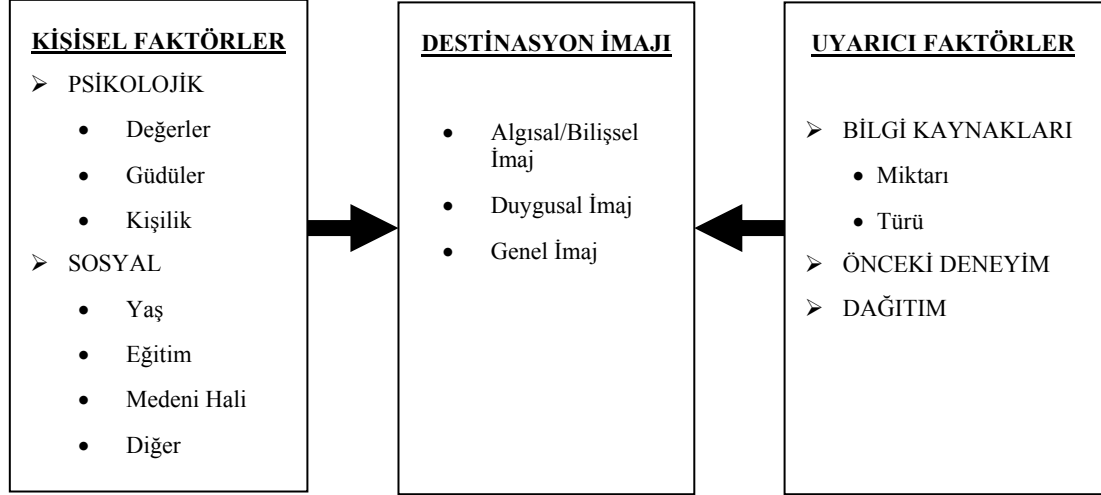 KİŞİSEL FAKTÖRLER
➢ PSİKOLOJİK
• Değerler
• Güdüler
• Kişilik
➢ SOSYAL
• Yaş
• Eğitim
• Medeni Hali
• Diğer
DESTİNASYON İMAJI
• Algısal/Bilişsel
İmaj
• Duygusal İmaj
• Genel İmaj
UYARICI FAKTÖRLER
➢ BİLGİ KAYNAKLARI
• Miktarı
• Türü
➢ ÖNCEKİ DENEYİM
➢ DAĞITIM